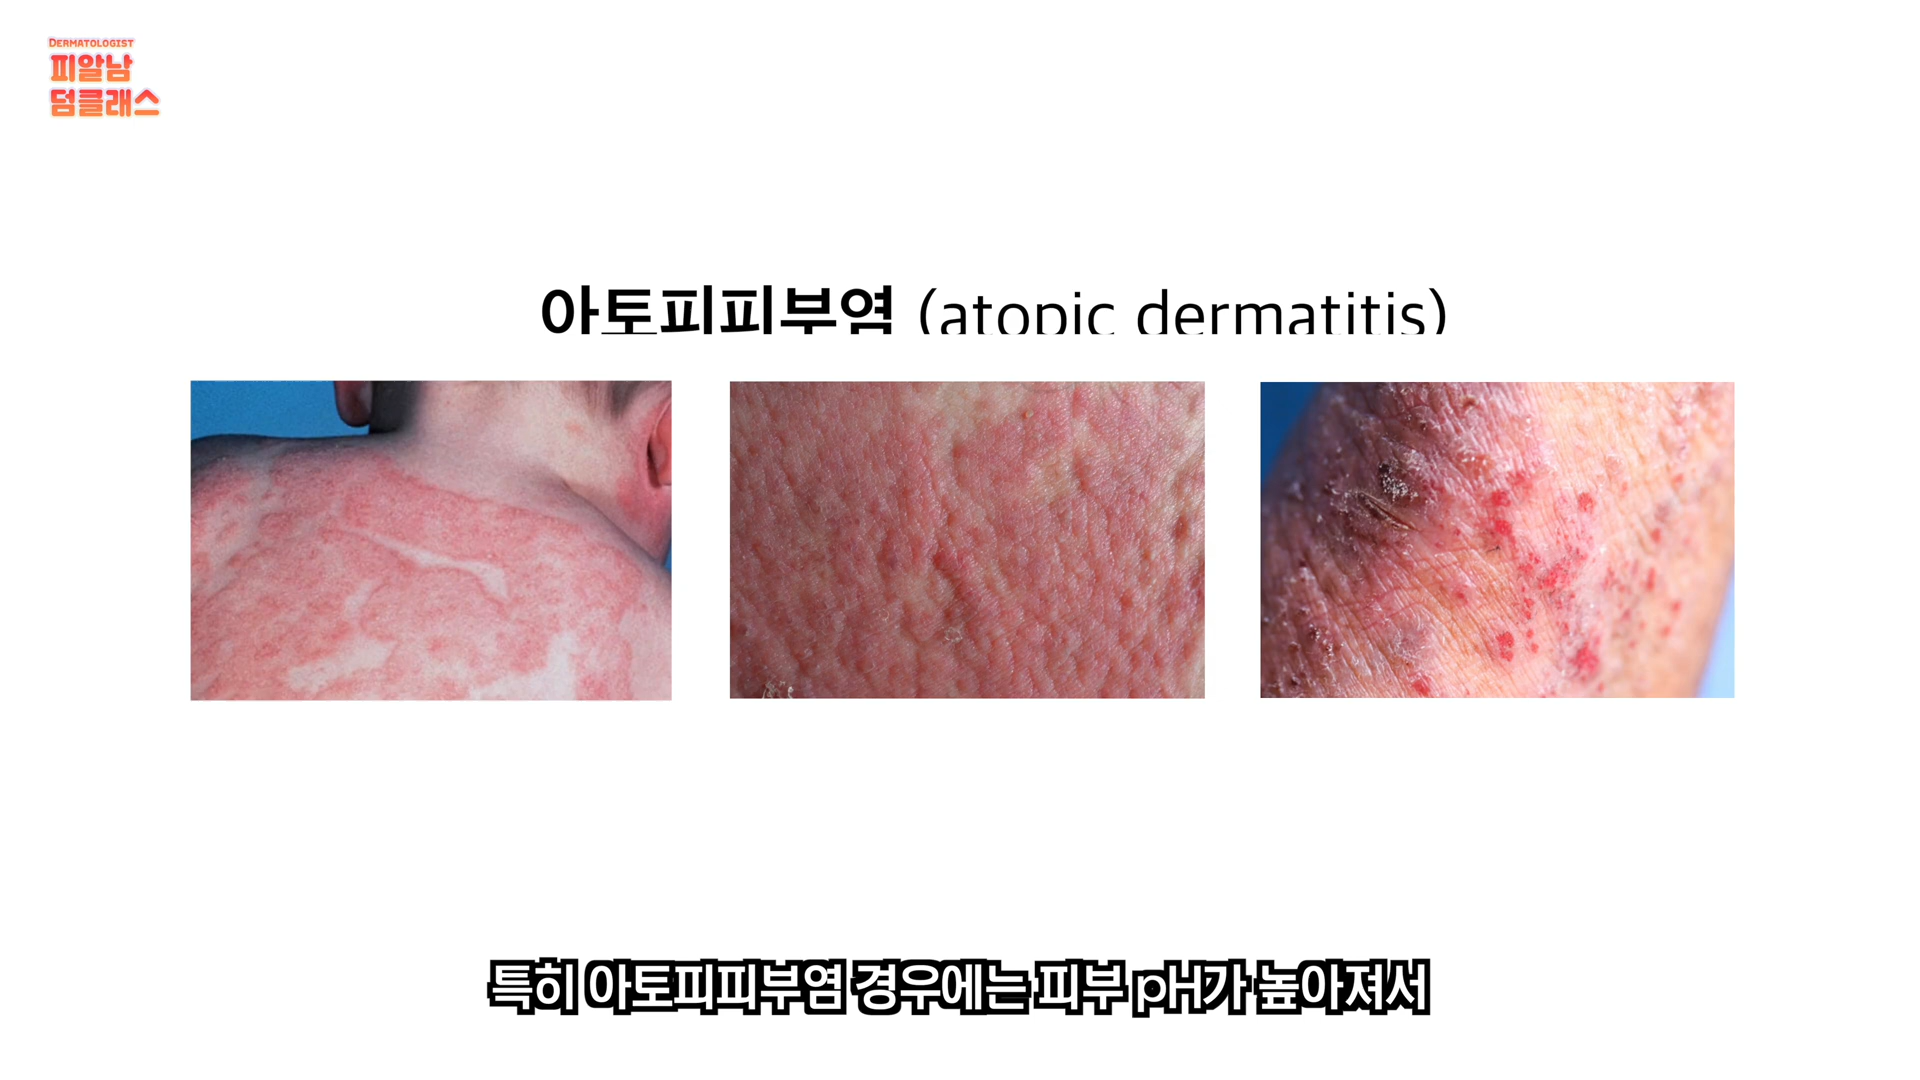 DERMATOLOGIST
피알남
덤클래스
아토피피부염 (atopic dermatitis)
특히 아토피피부염 경우에는 피부 pH가 높아져서